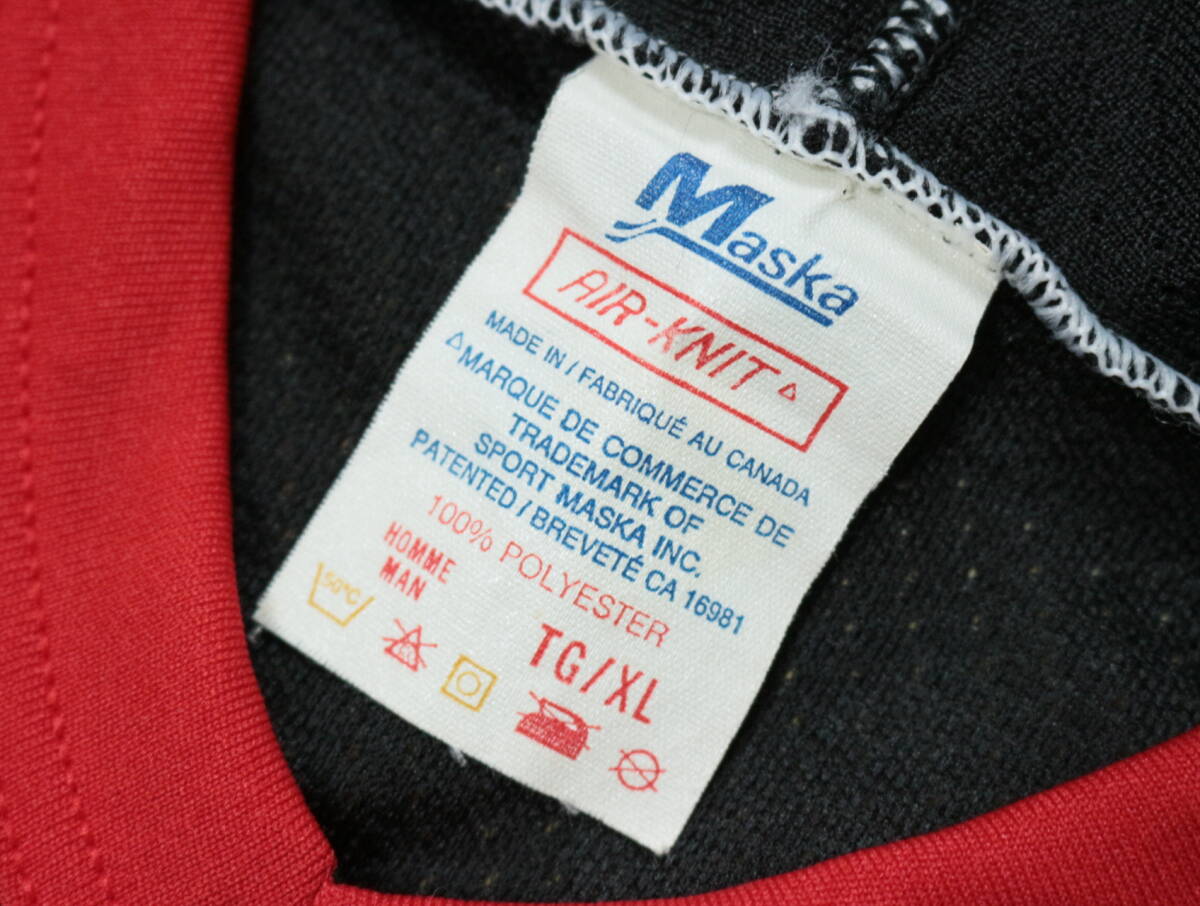 Maska
AIR-KNIT △
MADE IN / FABRIQUÉ AU CANADA
△MARQUE DE COMMERCE DE
TRADEMARK OF
SPORT MASKA INC.
PATENTED / BREVETÉ CA 16981
100% POLYESTER
HOMME
MAN
TG/XL
50°C